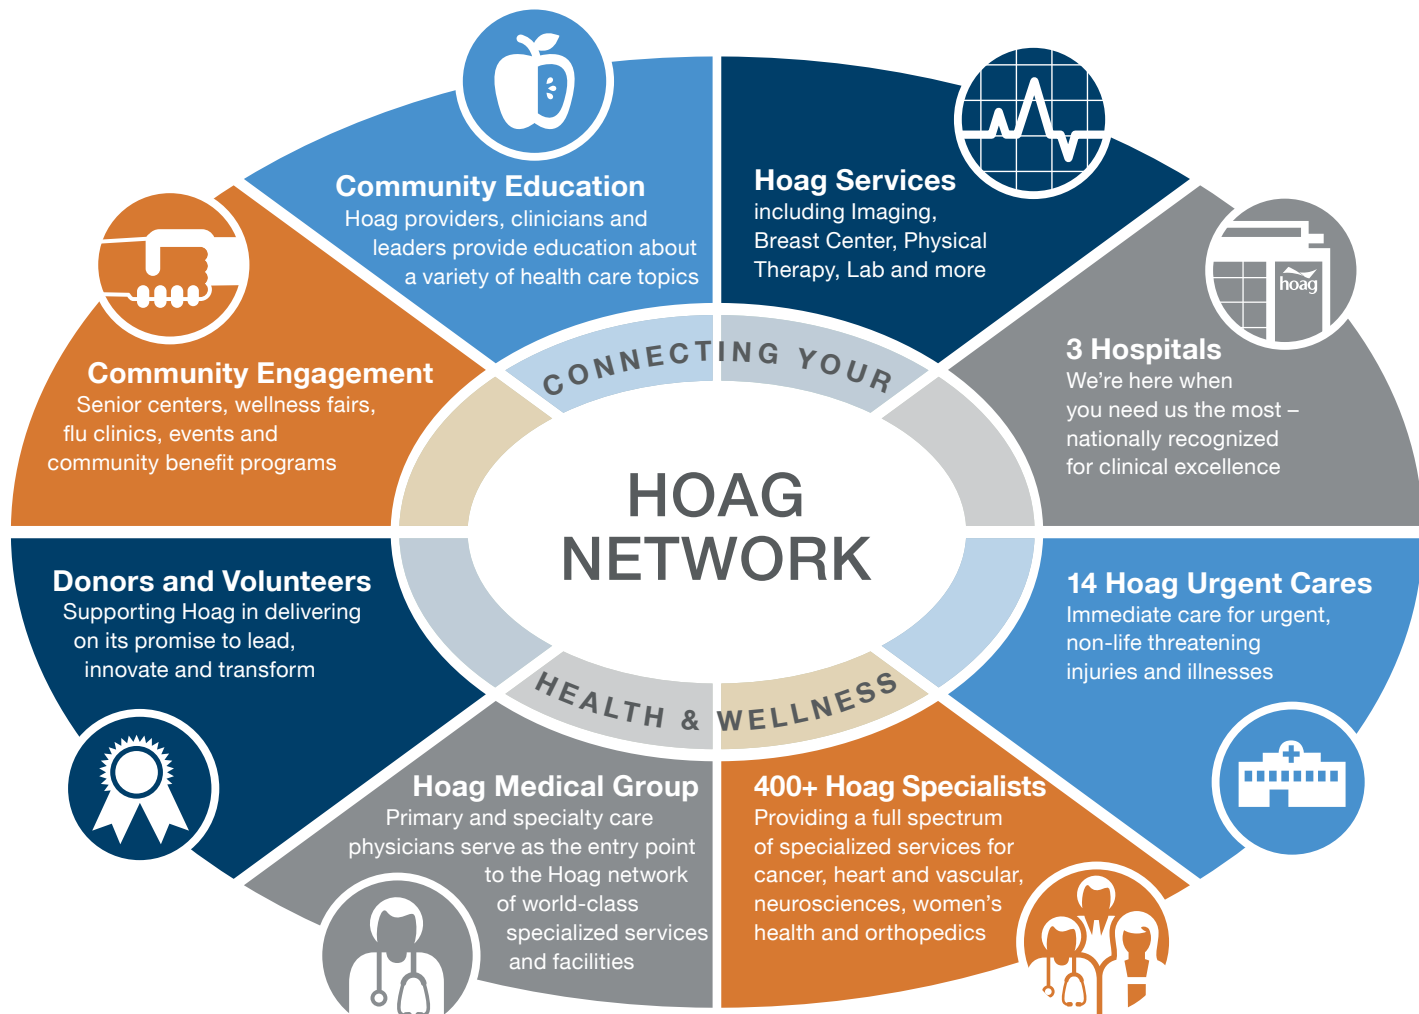 Community Education
Hoag providers, clinicians and
leaders provide education about
a variety of health care topics
Hoag Services
including Imaging,
Breast Center, Physical
Therapy, Lab and more
hoag
3 Hospitals
We're here when
you need us the most –
nationally recognized
for clinical excellence
Community Engagement
Senior centers, wellness fairs,
flu clinics, events and
community benefit programs
CONNECTING YOUR
HOAG
NETWORK
HEALTH & WELLNESS
Donors and Volunteers
Supporting Hoag in delivering
on its promise to lead,
innovate and transform
14 Hoag Urgent Cares
Immediate care for urgent,
non-life threatening
injuries and illnesses
Hoag Medical Group
Primary and specialty care
physicians serve as the entry point
to the Hoag network
of world-class
specialized services
and facilities
400+ Hoag Specialists
Providing a full spectrum
of specialized services for
cancer, heart and vascular,
neurosciences, women's
health and orthopedics